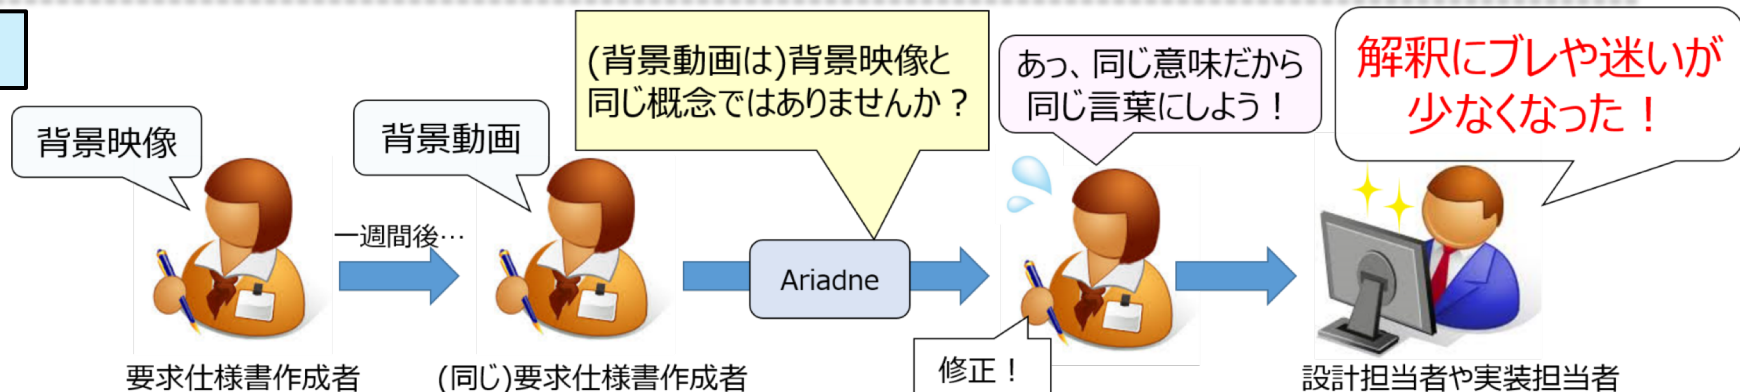 背景映像
一週間後…
背景動画
(背景動画は)背景映像と
同じ概念ではありませんか？
Ariadne
あっ、同じ意味だから
同じ言葉にしよう！
修正！
解釈にブレや迷いが
少なくなった！
要求仕様書作成者
(同じ)要求仕様書作成者
設計担当者や実装担当者